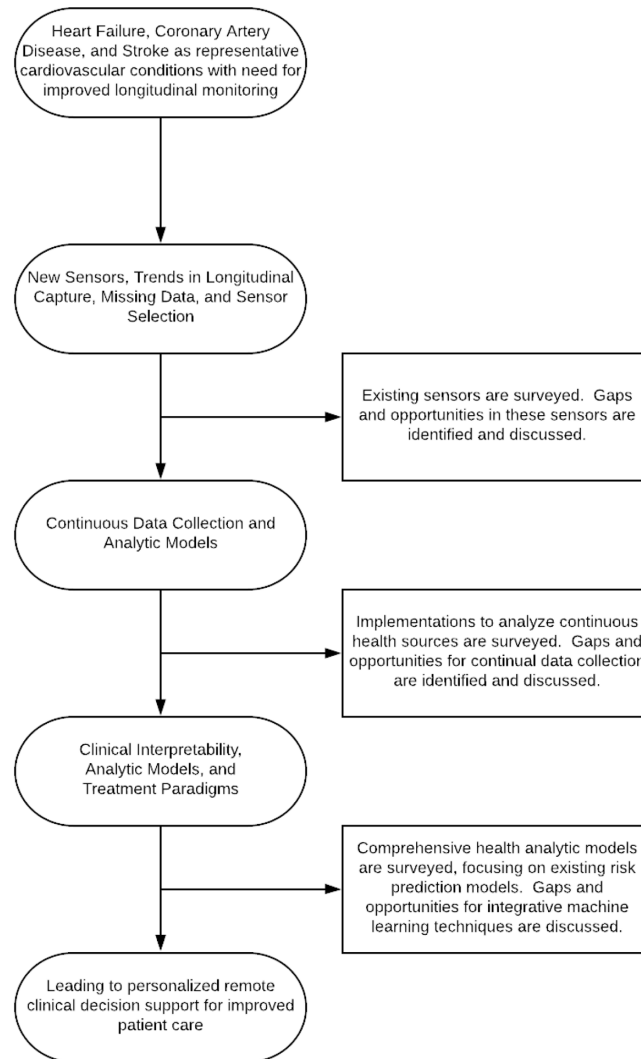 Heart Failure, Coronary Artery
Disease, and Stroke as representative
cardiovascular conditions with need for
improved longitudinal monitoring
New Sensors, Trends in Longitudinal
Capture, Missing Data, and Sensor
Selection
Existing sensors are surveyed. Gaps
and opportunities in these sensors are
identified and discussed.
Continuous Data Collection and
Analytic Models
Implementations to analyze continuous
health sources are surveyed. Gaps and
opportunities for continual data collection
are identified and discussed.
Clinical Interpretability,
Analytic Models, and
Treatment Paradigms
Comprehensive health analytic models
are surveyed, focusing on existing risk
prediction models. Gaps and
opportunities for integrative machine
learning techniques are discussed.
Leading to personalized remote
clinical decision support for improved
patient care